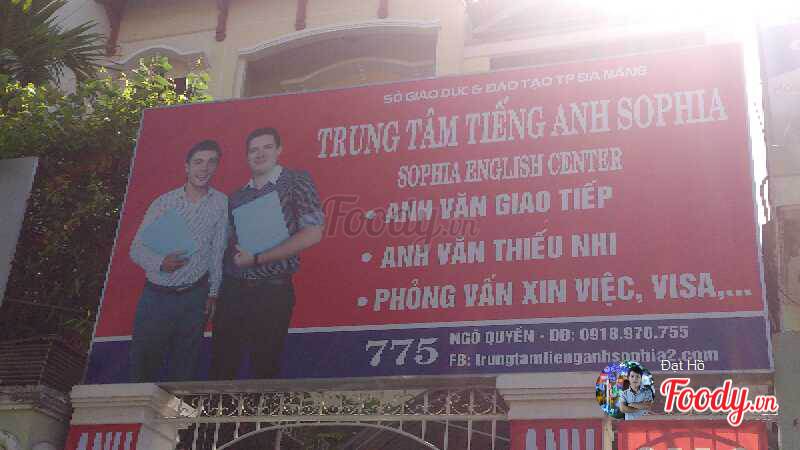 SỞ GIÁO DỤC & ĐÀO TẠO TP ĐÀ NẴNG
TRUNG TÂM TIẾNG ANH SOPHIA
SOPHIA ENGLISH CENTER
• ANH VĂN GIAO TIẾP
• ANH VĂN THIẾU NHI
• PHỎNG VẤN XIN VIỆC, VISA,...
775 NGÔ QUYỀN - DĐ: 0918.976.755
FB: trungtamtienganhsophia2.com
Foody.vn
Đạt Hồ
Foody.vn